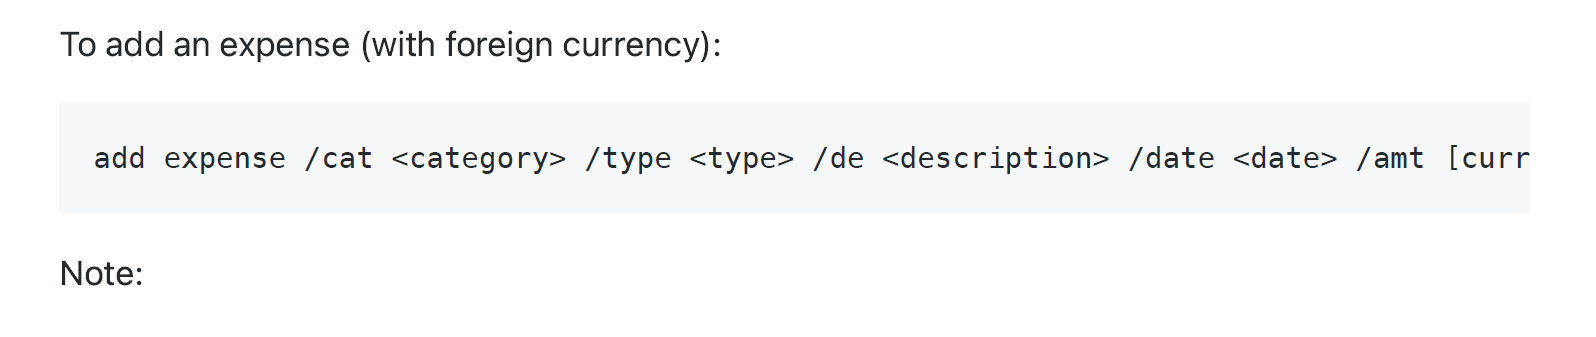 To add an expense (with foreign currency):
add expense /cat <category> /type <type> /de <description> /date <date> /amt [curr
Note: